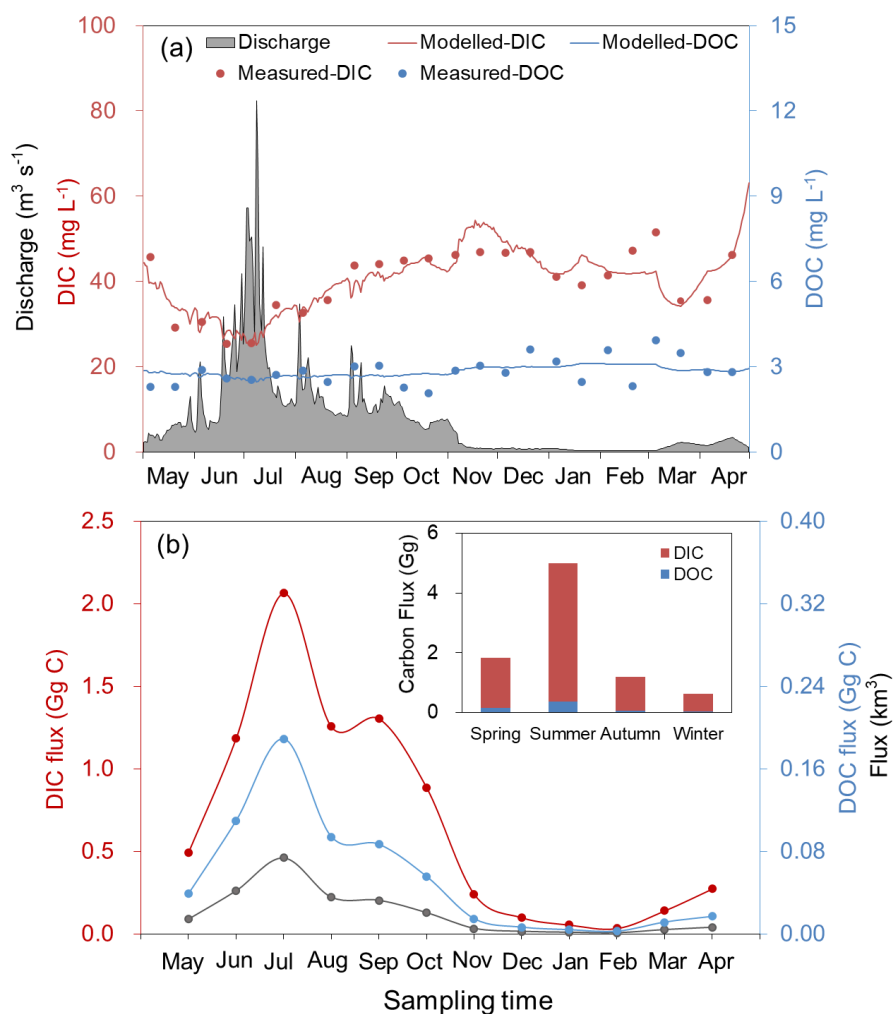 (a)
Discharge
Modelled-DIC
Modelled-DOC
Measured-DIC
Measured-DOC
Discharge (m³ s⁻¹)
DIC (mg L⁻¹)
100
80
60
40
20
0
15
12
9
6
3
0
DOC (mg L⁻¹)
May Jun Jul Aug Sep Oct Nov Dec Jan Feb Mar Apr
(b)
DIC flux (Gg C)
2.5
2.0
1.5
1.0
0.5
0.0
Carbon Flux (Gg)
6
4
2
0
DIC
DOC
Spring Summer Autumn Winter
0.40
0.32
0.24
0.16
0.08
0.00
DOC flux (Gg C)
Flux (km³)
May Jun Jul Aug Sep Oct Nov Dec Jan Feb Mar Apr
Sampling time